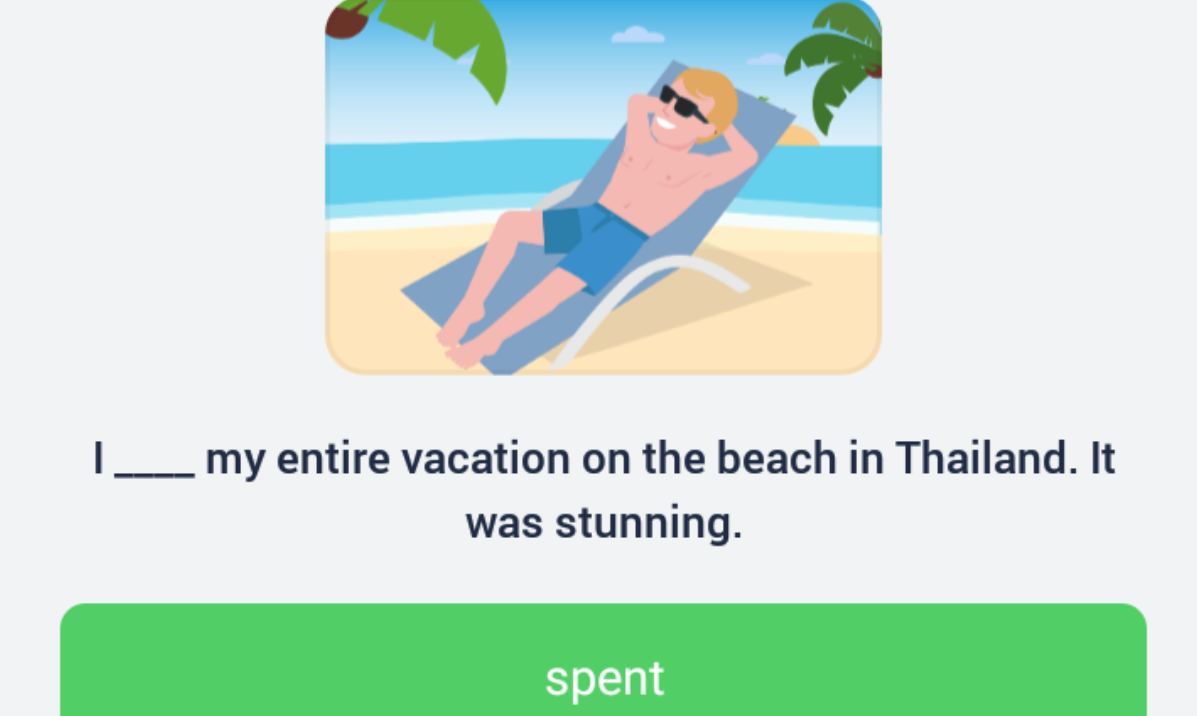 I ____ my entire vacation on the beach in Thailand. It
was stunning.
spent